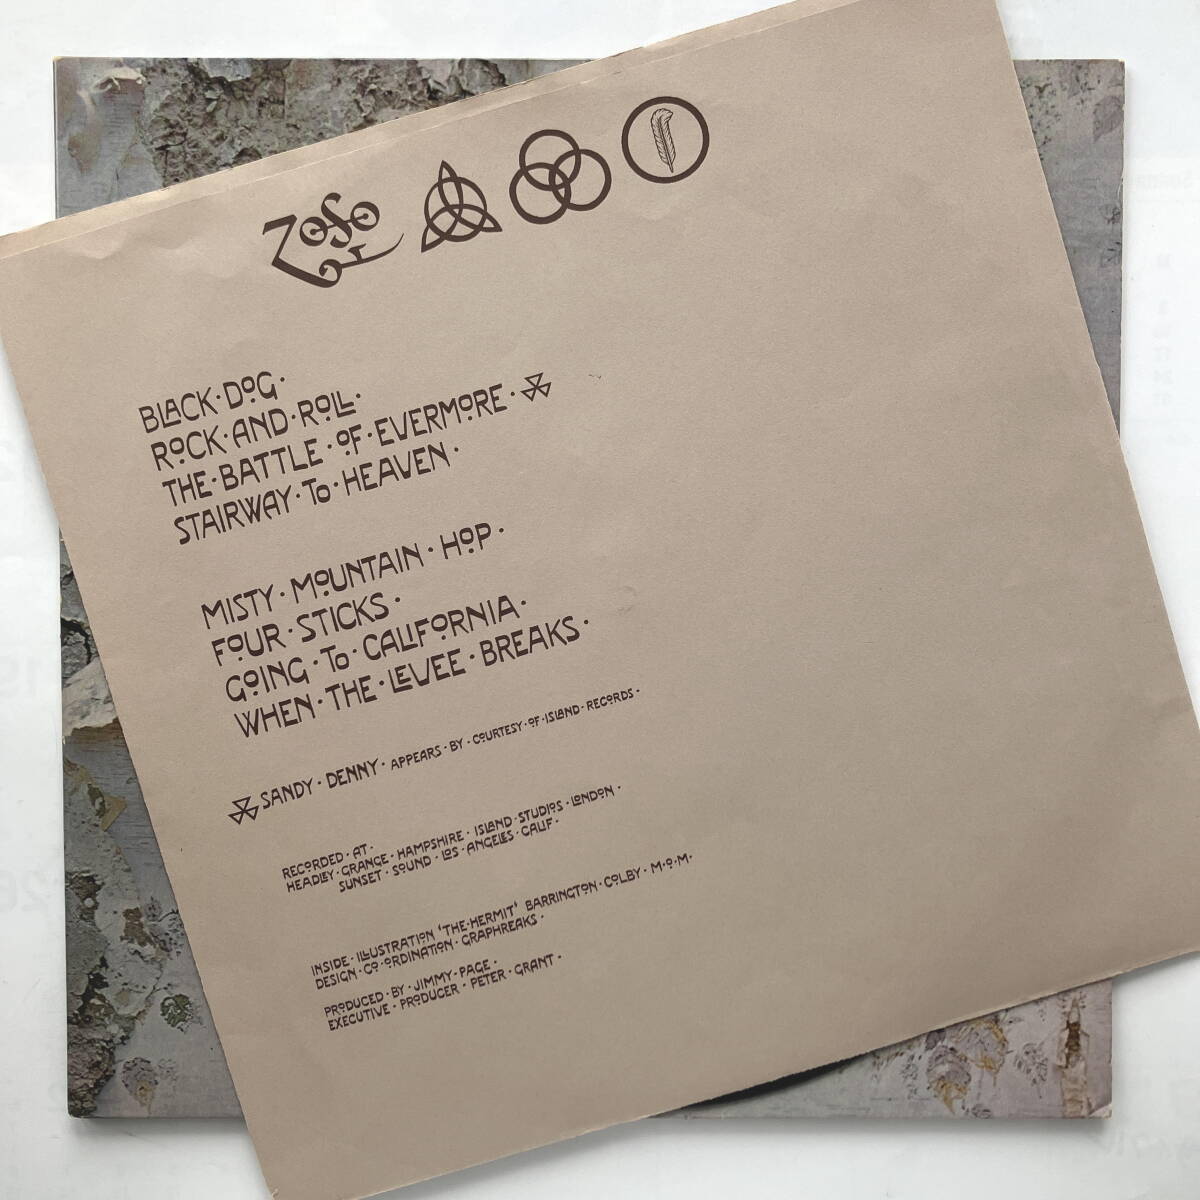 ZOSO
BLACK·DOG·
ROCK·AND·ROLL·
THE·BATTLE·OF·EVERMORE·
STAIRWAY·TO·HEAVEN·
MISTY·MOUNTAIN·HOP·
FOUR·STICKS·
GOING·TO·CALIFORNIA·
WHEN·THE·LEVEE·BREAKS·
SANDY·DENNY·APPEARS·BY·COURTESY·OF·ISLAND·RECORDS·
RECORDED·AT·
HEADLEY·GRANGE·HAMPSHIRE·ISLAND·STUDIOS·LONDON·
SUNSET·SOUND·LOS·ANGELES·CALIF·
INSIDE·ILLUSTRATION 'THE·HERMIT' BARRINGTON·COLBY·M·O·M·
DESIGN·CO·ORDINATION·GRAPHREAKS·
PRODUCED·BY·JIMMY·PAGE·
EXECUTIVE·PRODUCER·PETER·GRANT·